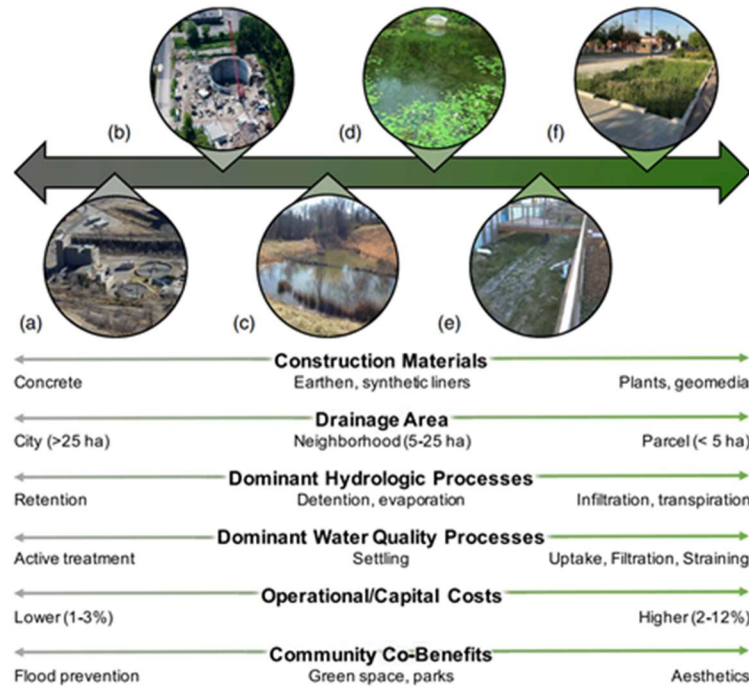 (b)
(d)
(f)
(a)
(c)
(e)
Construction Materials
Concrete
Earthen, synthetic liners
Plants, geomedia
Drainage Area
City (>25 ha)
Neighborhood (5-25 ha)
Parcel (< 5 ha)
Dominant Hydrologic Processes
Retention
Detention, evaporation
Infiltration, transpiration
Dominant Water Quality Processes
Active treatment
Settling
Uptake, Filtration, Straining
Operational/Capital Costs
Lower (1-3%)
Higher (2-12%)
Community Co-Benefits
Flood prevention
Green space, parks
Aesthetics